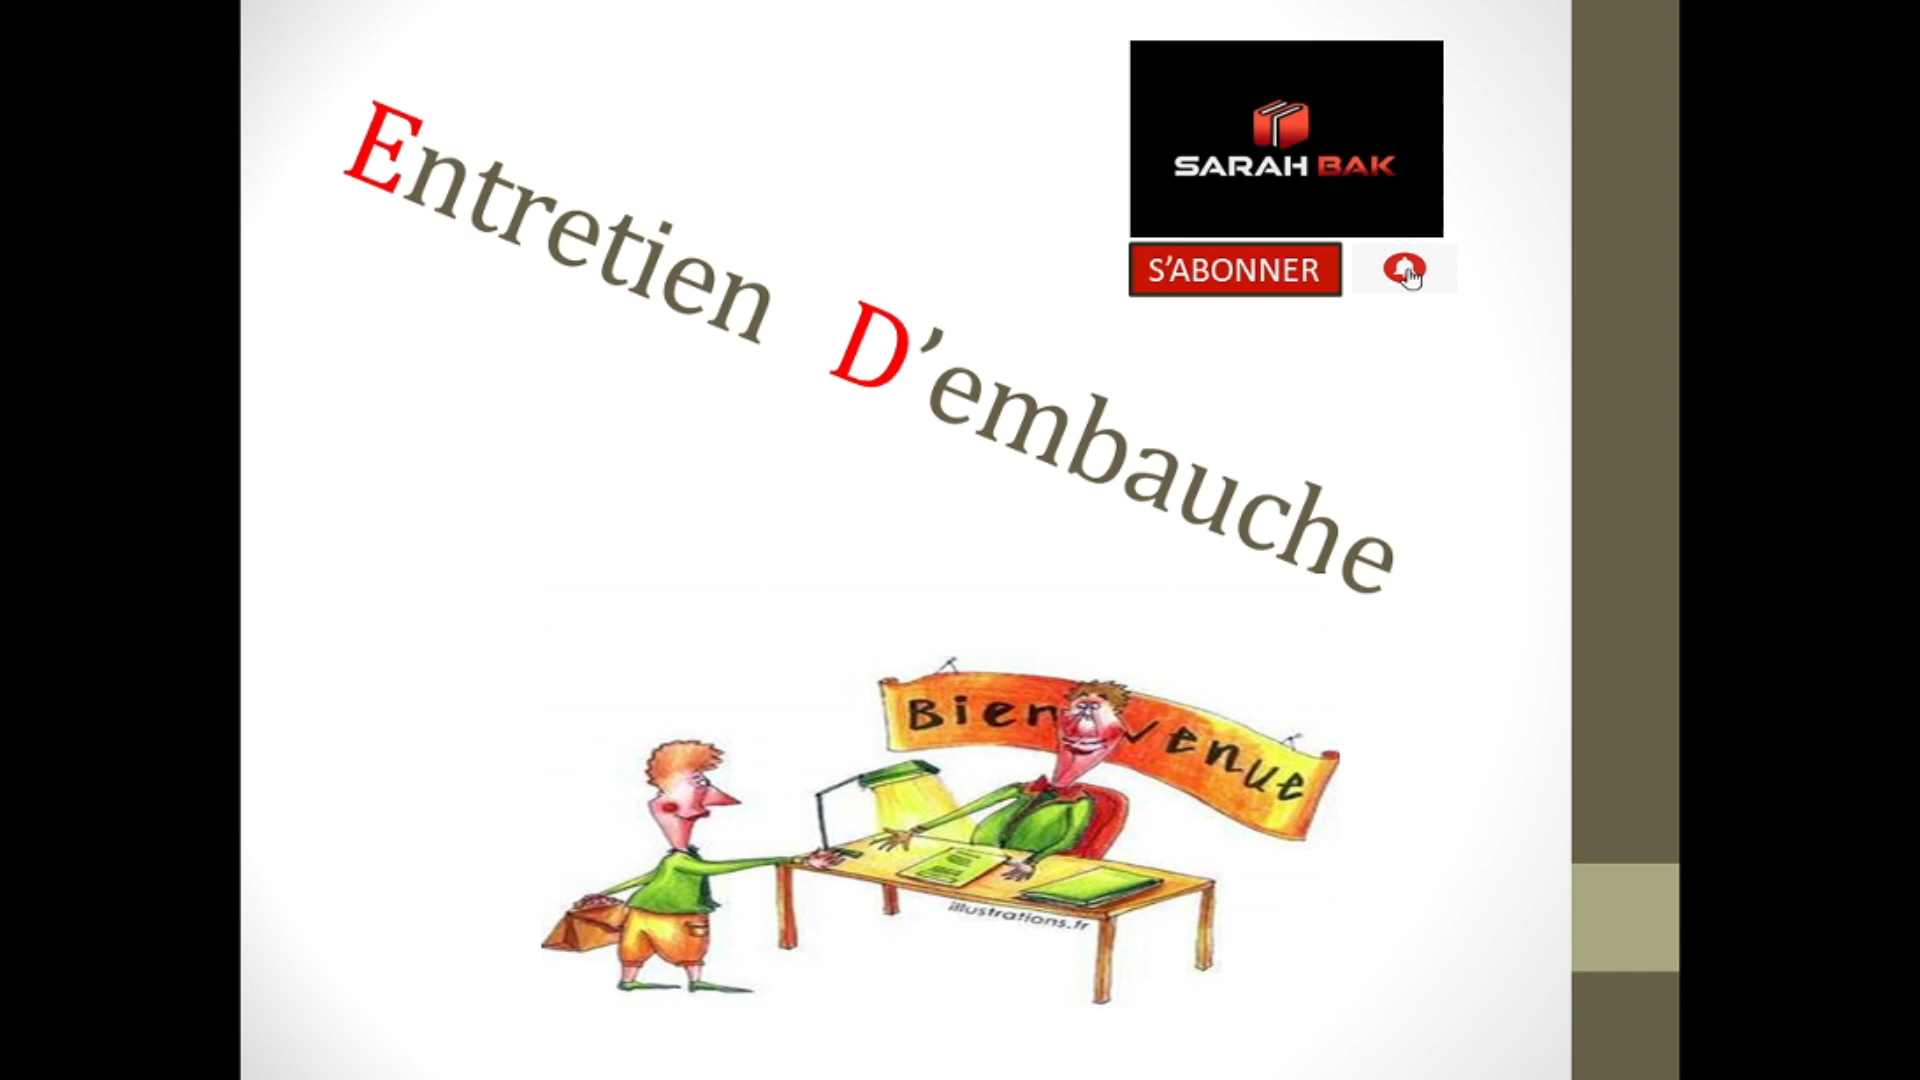 Entretien D'embauche
SARAH BAK
S'ABONNER
Bienvenue
illustrations.fr